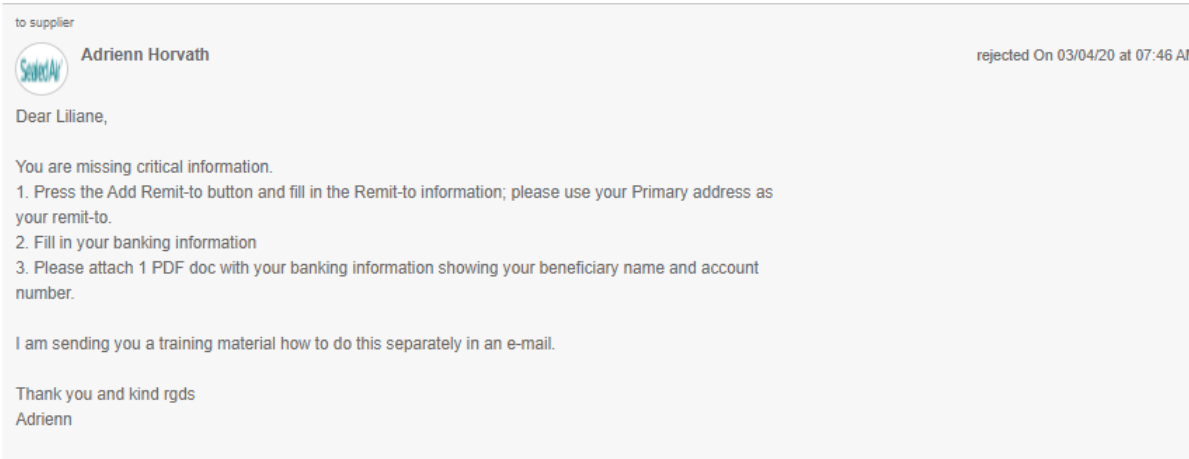 to supplier
Adrienn Horvath
rejected On 03/04/20 at 07:46 AM
Sealed Air
Dear Liliane,
You are missing critical information.
1. Press the Add Remit-to button and fill in the Remit-to information; please use your Primary address as
your remit-to.
2. Fill in your banking information
3. Please attach 1 PDF doc with your banking information showing your beneficiary name and account
number.
I am sending you a training material how to do this separately in an e-mail.
Thank you and kind rgds
Adrienn